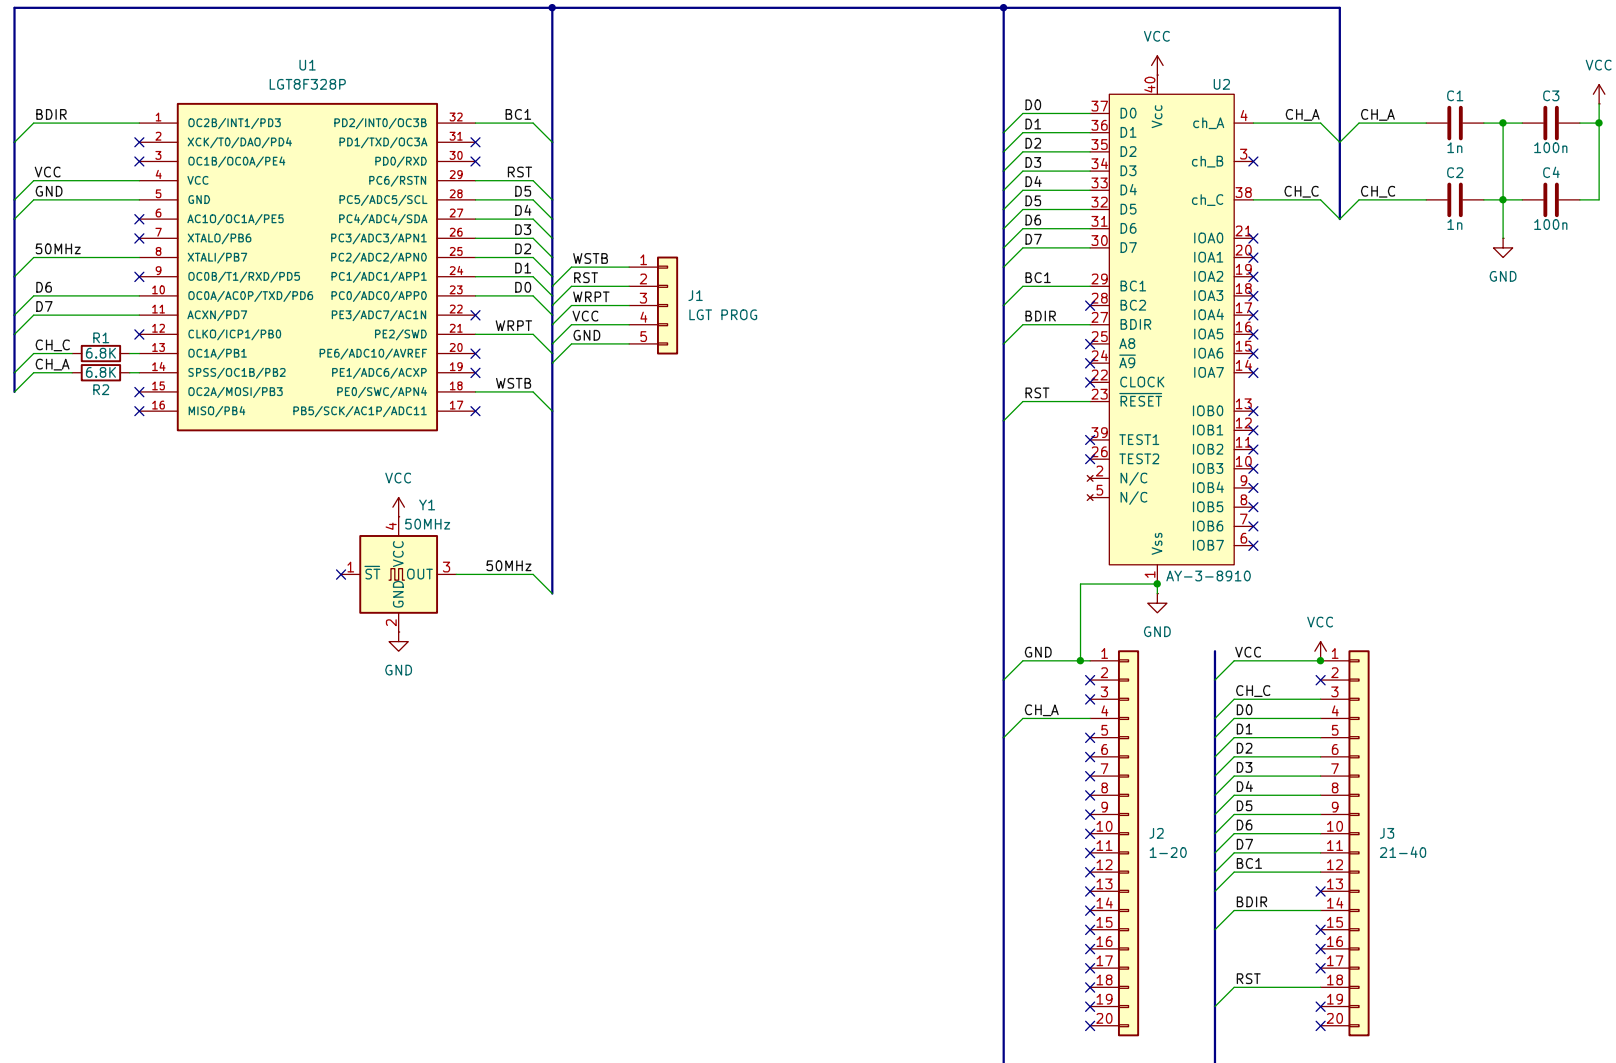 U1
LGT8F328P
BDIR 1 OC2B/INT1/PD3 PD2/INT0/OC3B 32 BC1
2 XCK/T0/DAO/PD4 PD1/TXD/OC3A 31
3 OC1B/OC0A/PE4 PD0/RXD 30
VCC 4 VCC PC6/RSTN 29 RST
GND 5 GND PC5/ADC5/SCL 28 D5
6 AC1O/OC1A/PE5 PC4/ADC4/SDA 27 D4
7 XTALO/PB6 PC3/ADC3/APN1 26 D3
50MHz 8 XTALI/PB7 PC2/ADC2/APN0 25 D2
9 OC0B/T1/RXD/PD5 PC1/ADC1/APP1 24 D1
D6 10 OC0A/AC0P/TXD/PD6 PC0/ADC0/APP0 23 D0
D7 11 ACXN/PD7 PE3/ADC7/AC1N 22
12 CLKO/ICP1/PB0 PE2/SWD 21 WRPT
R1
CH_C 6.8K 13 OC1A/PB1 PE6/ADC10/AVREF 20
CH_A 6.8K 14 SPSS/OC1B/PB2 PE1/ADC6/ACXP 19
R2
15 OC2A/MOSI/PB3 PE0/SWC/APN4 18 WSTB
16 MISO/PB4 PB5/SCK/AC1P/ADC11 17
WSTB 1
RST 2
WRPT 3
VCC 4
GND 5
J1
LGT PROG
VCC
Y1
50MHz
4
1 ST VCC OUT 3 50MHz
GND
2
GND
VCC
40
U2
Vcc
D0 37 D0
D1 36 D1
D2 35 D2
D3 34 D3
D4 33 D4
D5 32 D5
D6 31 D6
D7 30 D7
BC1 29 BC1
28 BC2
BDIR 27 BDIR
25 A8
24 A9
22 CLOCK
RST 23 RESET
39 TEST1
26 TEST2
2 N/C
5 N/C
ch_A 4 CH_A
ch_B 3
ch_C 38 CH_C
IOA0 21
IOA1 20
IOA2 19
IOA3 18
IOA4 17
IOA5 16
IOA6 15
IOA7 14
IOB0 13
IOB1 12
IOB2 11
IOB3 10
IOB4 9
IOB5 8
IOB6 7
IOB7 6
Vss
1
AY-3-8910
GND
VCC
CH_A C1 1n C3 100n
CH_C C2 1n C4 100n
GND
GND 1
2
3
CH_A 4
5
6
7
8
9
10
11
12
13
14
15
16
17
18
19
20
J2
1-20
VCC
VCC 1
2
CH_C 3
D0 4
D1 5
D2 6
D3 7
D4 8
D5 9
D6 10
D7 11
BC1 12
13
BDIR 14
15
16
17
RST 18
19
20
J3
21-40